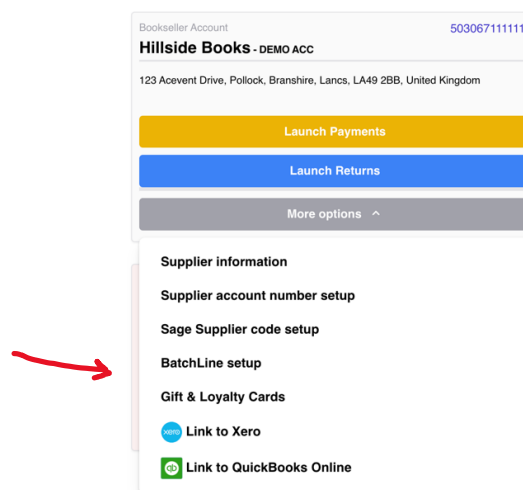 Bookseller Account
503067111111
Hillside Books - DEMO ACC
123 Acevent Drive, Pollock, Branshire, Lancs, LA49 2BB, United Kingdom
Launch Payments
Launch Returns
More options
Supplier information
Supplier account number setup
Sage Supplier code setup
BatchLine setup
Gift & Loyalty Cards
xero Link to Xero
qb Link to QuickBooks Online